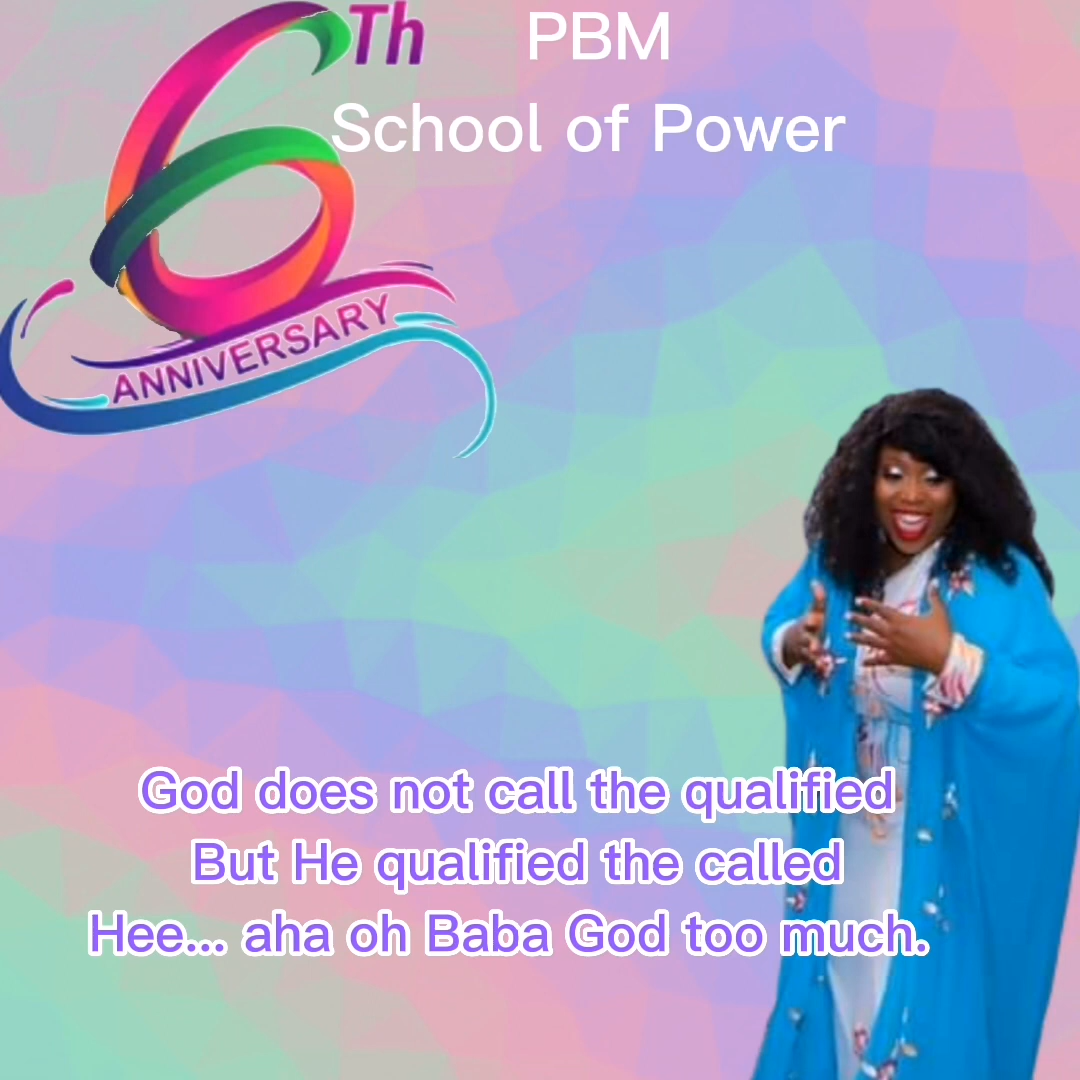 6Th
ANNIVERSARY
PBM
School of Power
God does not call the qualified
But He qualified the called
Hee... aha oh Baba God too much.